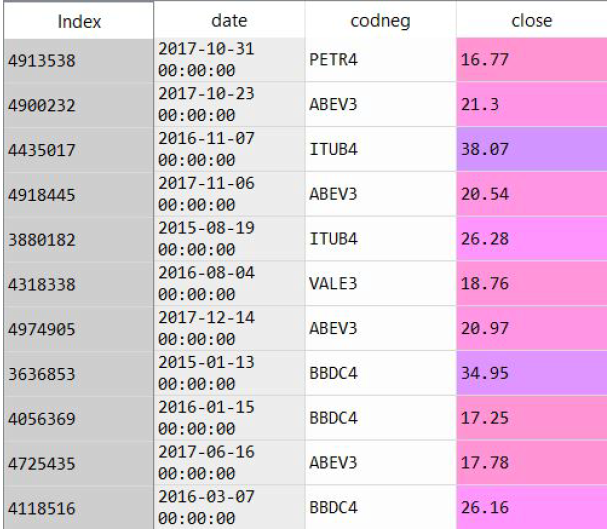 Index date codneg close
4913538 2017-10-31 00:00:00 PETR4 16.77
4900232 2017-10-23 00:00:00 ABEV3 21.3
4435017 2016-11-07 00:00:00 ITUB4 38.07
4918445 2017-11-06 00:00:00 ABEV3 20.54
3880182 2015-08-19 00:00:00 ITUB4 26.28
4318338 2016-08-04 00:00:00 VALE3 18.76
4974905 2017-12-14 00:00:00 ABEV3 20.97
3636853 2015-01-13 00:00:00 BBDC4 34.95
4056369 2016-01-15 00:00:00 BBDC4 17.25
4725435 2017-06-16 00:00:00 ABEV3 17.78
4118516 2016-03-07 00:00:00 BBDC4 26.16